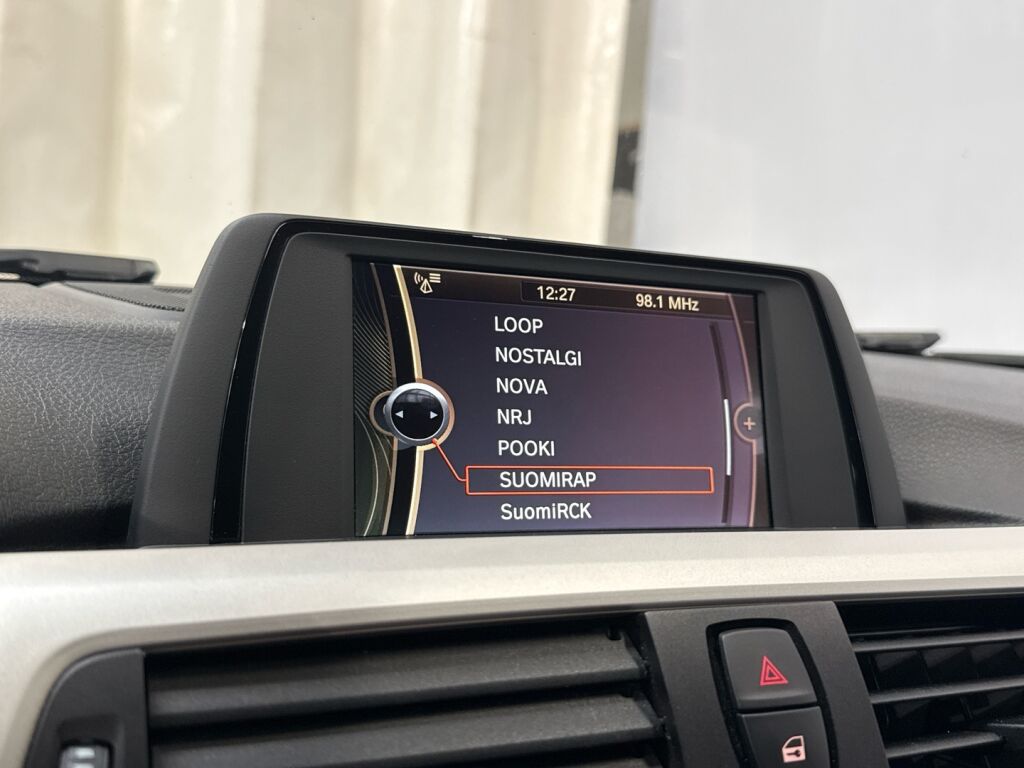 12:27 98.1 MHz
LOOP
NOSTALGI
NOVA
NRJ
POOKI
SUOMIRAP
SuomiRCK